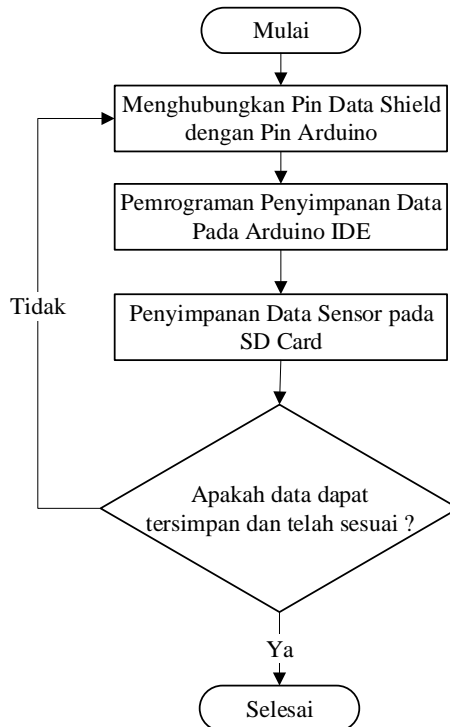 Mulai
Menghubungkan Pin Data Shield
dengan Pin Arduino
Pemrograman Penyimpanan Data
Pada Arduino IDE
Tidak
Penyimpanan Data Sensor pada
SD Card
Apakah data dapat
tersimpan dan telah sesuai ?
Ya
Selesai